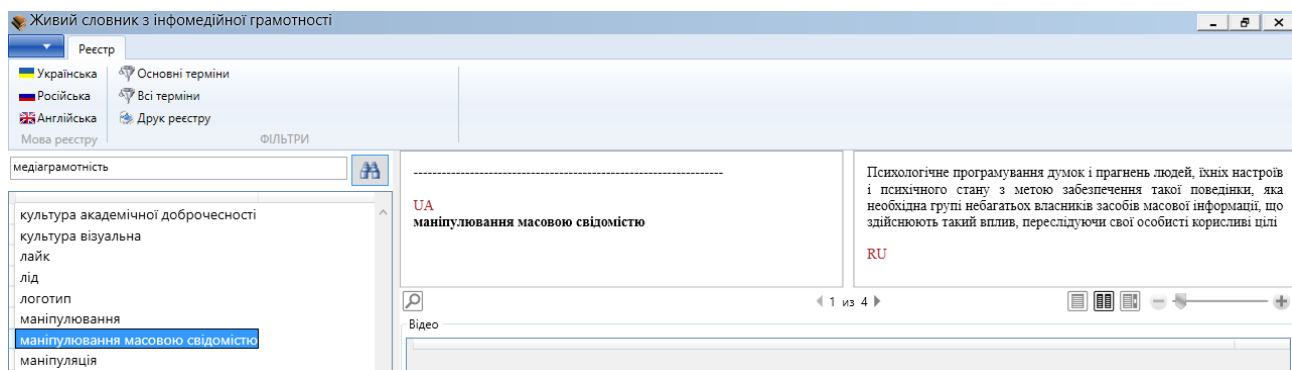 Живий словник з інфомедійної грамотності
Реєстр
Українська
Російська
Англійська
Мова реєстру
Основні терміни
Всі терміни
Друк реєстру
ФІЛЬТРИ
медіаграмотність
культура академічної доброчесності
культура візуальна
лайк
лід
логотип
маніпулювання
маніпулювання масовою свідомістю
маніпуляція
------------------------------------------------------------------
UA
маніпулювання масовою свідомістю
Психологічне програмування думок і прагнень людей, їхніх настроїв
і психічного стану з метою забезпечення такої поведінки, яка
необхідна групі небагатьох власників засобів масової інформації, що
здійснюють такий вплив, переслідуючи свої особисті корисливі цілі
RU
1 из 4
Відео